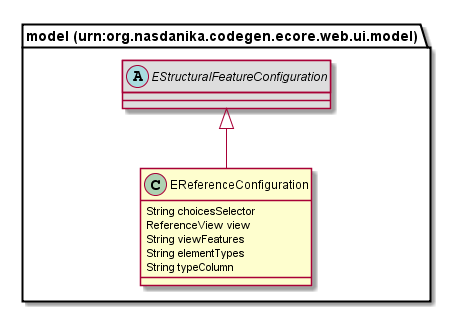 model (urn:org.nasdanika.codegen.ecore.web.ui.model)
A EStructuralFeatureConfiguration
C EReferenceConfiguration
String choicesSelector
ReferenceView view
String viewFeatures
String elementTypes
String typeColumn